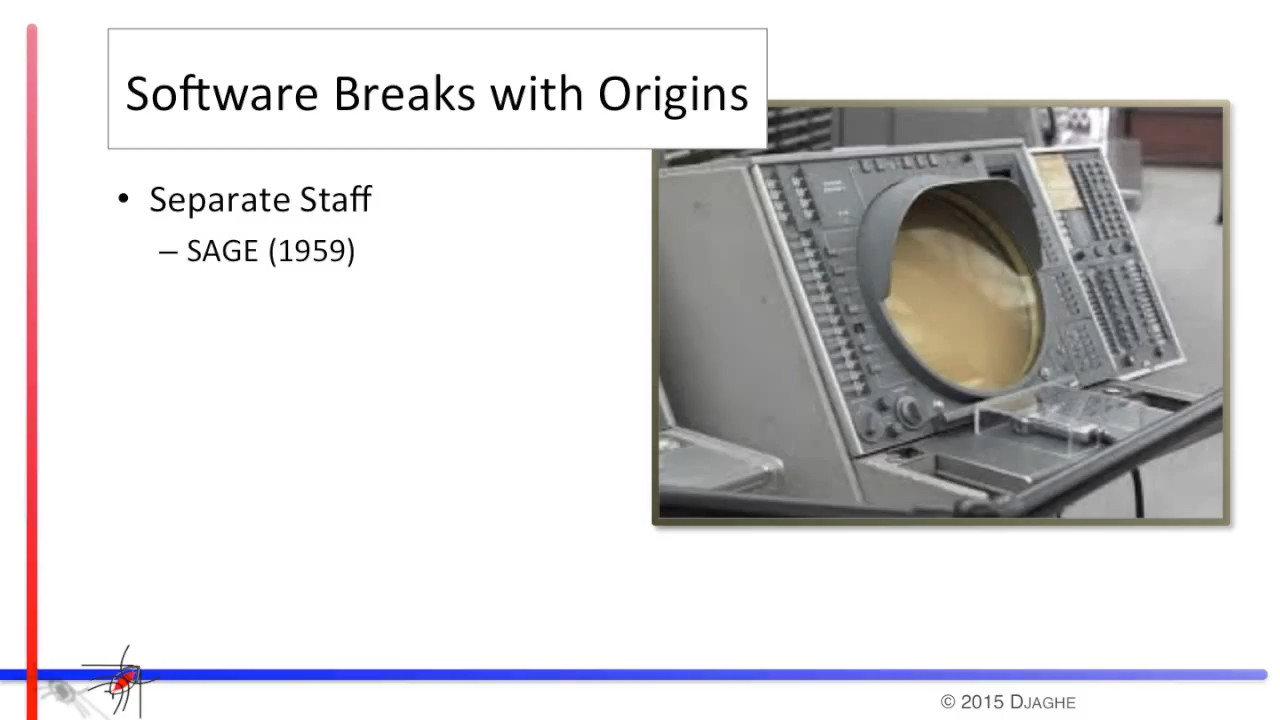 Software Breaks with Origins
• Separate Staff
– SAGE (1959)
© 2015 DJAGHE